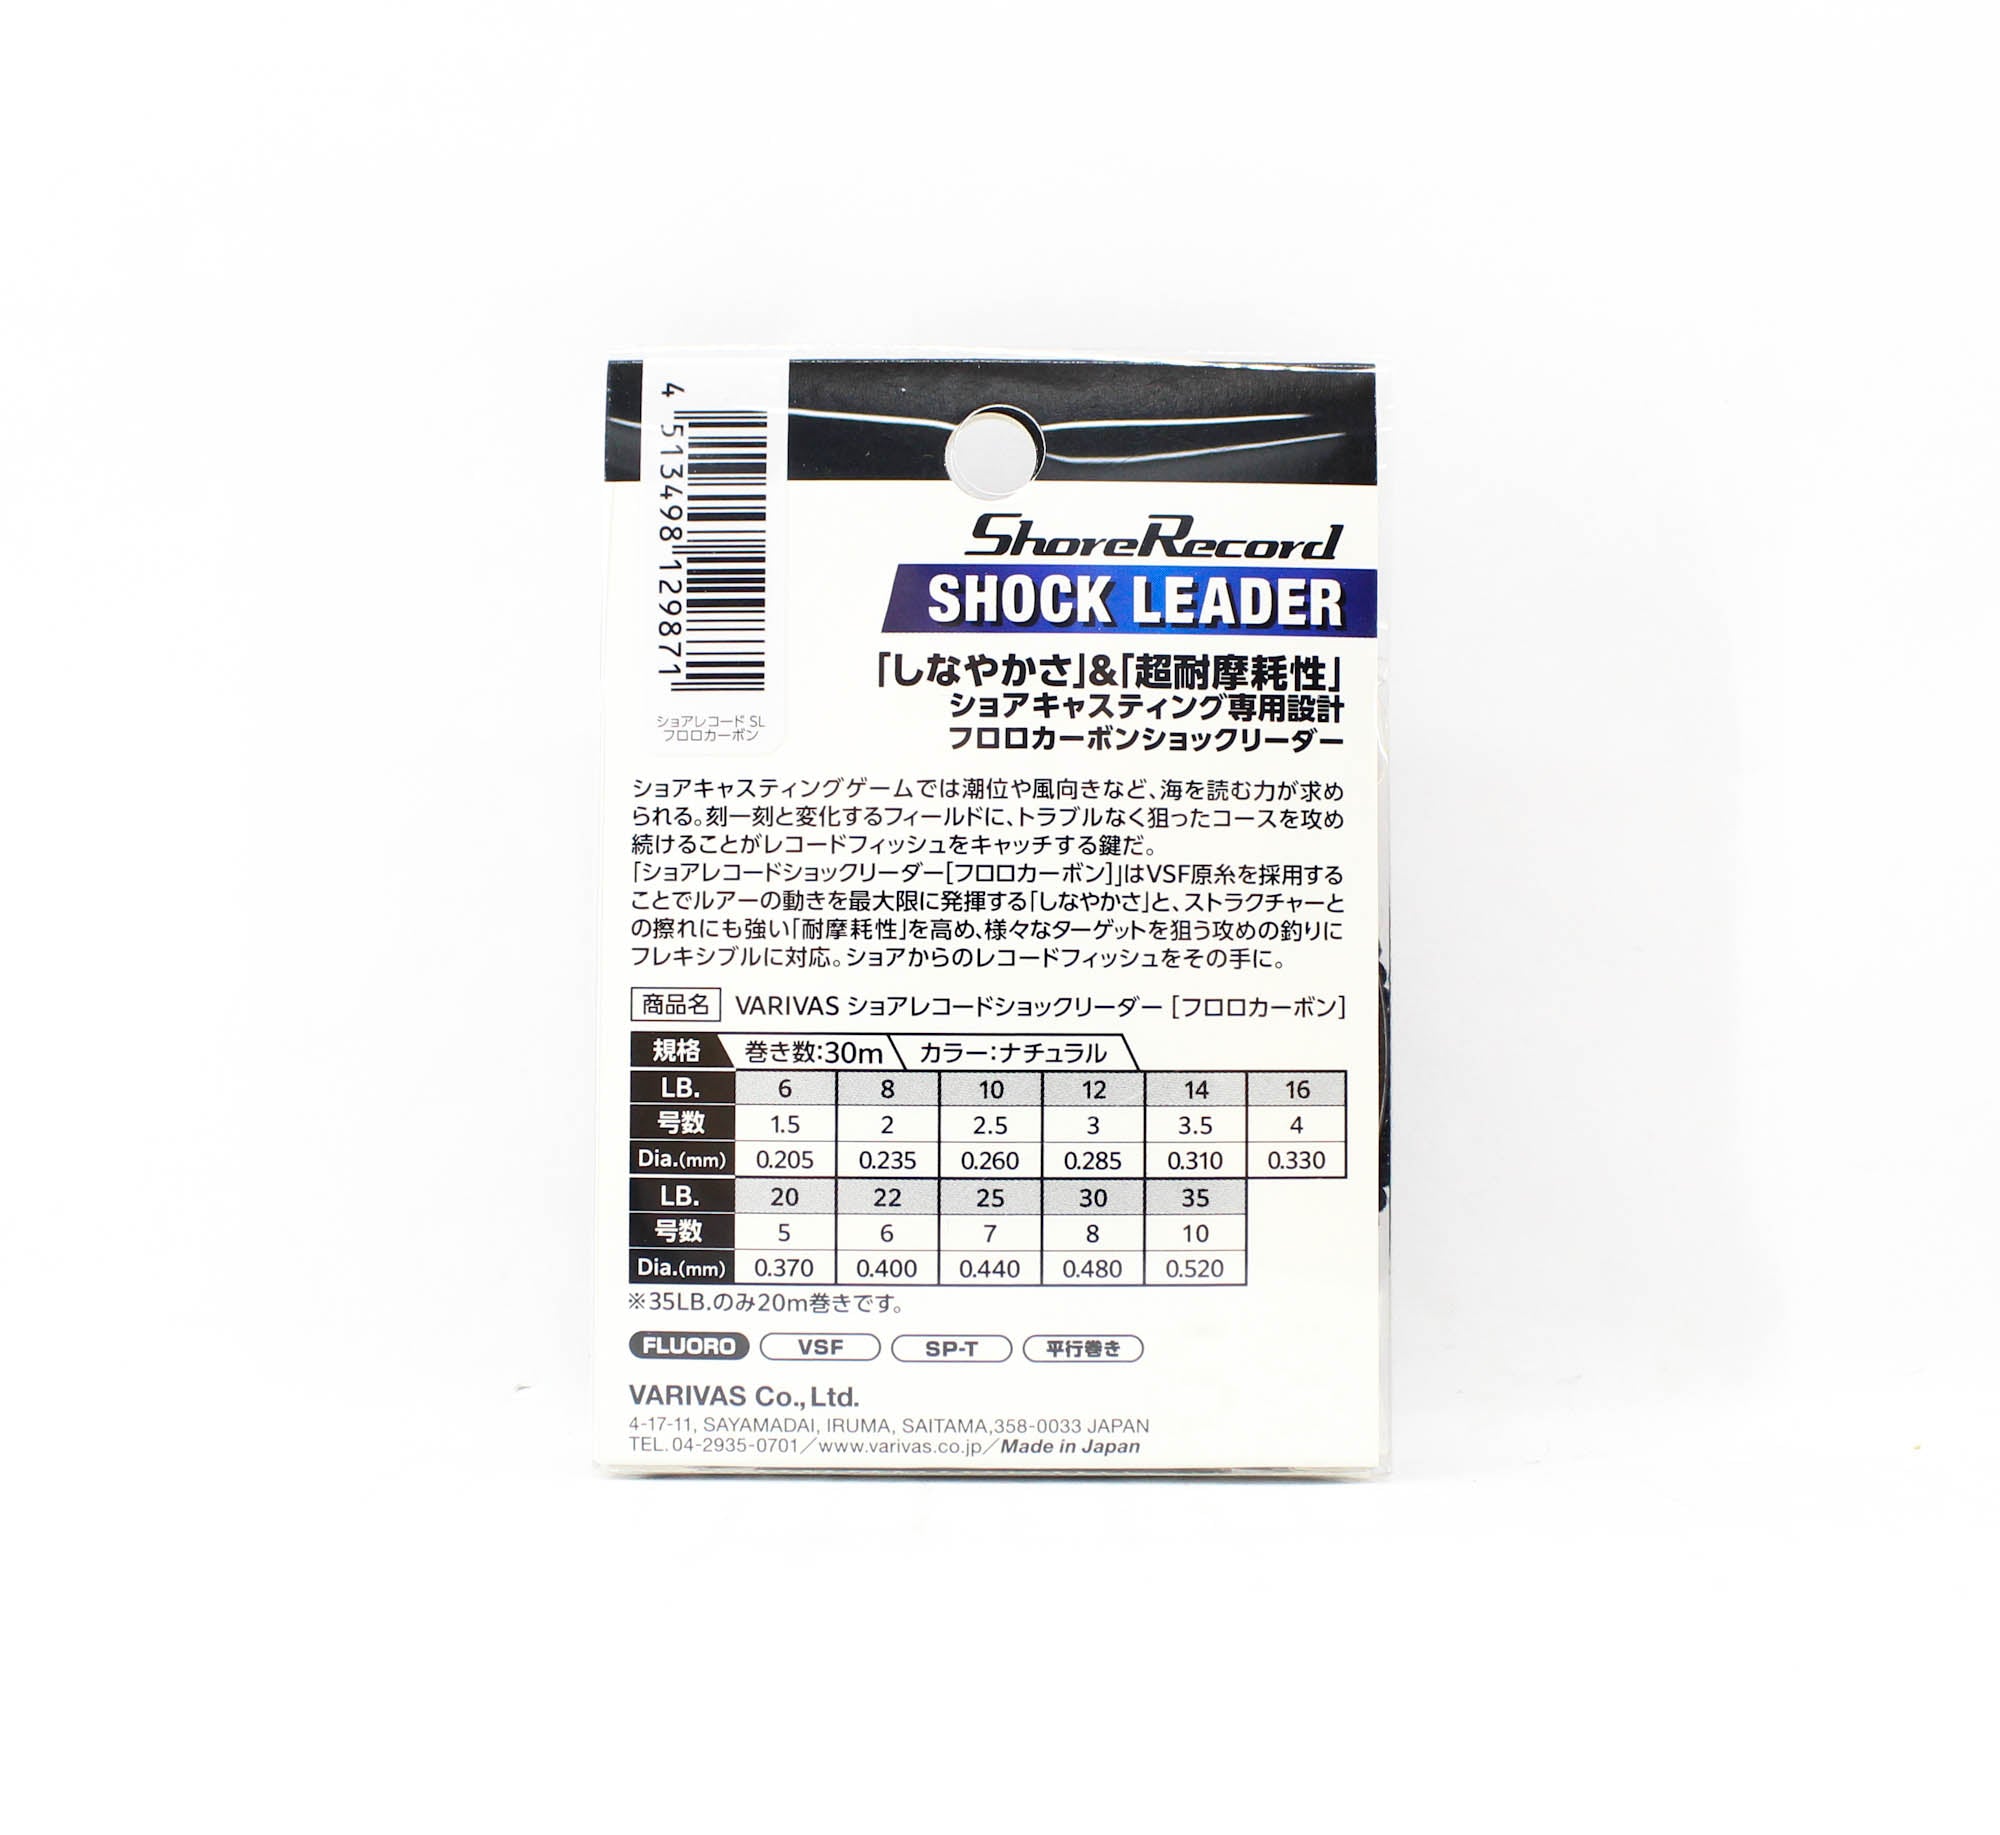 4 513498 129871
ショアレコード SL
フロロカーボン
ShoreRecord
SHOCK LEADER
「しなやかさ」&「超耐摩耗性」
ショアキャスティング専用設計
フロロカーボンショックリーダー
ショアキャスティングゲームでは潮位や風向きなど、海を読む力が求め
られる。刻一刻と変化するフィールドに、トラブルなく狙ったコースを攻め
続けることがレコードフィッシュをキャッチする鍵だ。
「ショアレコードショックリーダー[フロロカーボン]」はVSF原糸を採用する
ことでルアーの動きを最大限に発揮する「しなやかさ」と、ストラクチャーと
の擦れにも強い「耐摩耗性」を高め、様々なターゲットを狙う攻めの釣りに
フレキシブルに対応。ショアからのレコードフィッシュをその手に。
商品名 VARIVAS ショアレコードショックリーダー [フロロカーボン]
規格 巻き数:30m カラー:ナチュラル
LB. 6 8 10 12 14 16
号数 1.5 2 2.5 3 3.5 4
Dia.(mm) 0.205 0.235 0.260 0.285 0.310 0.330
LB. 20 22 25 30 35
号数 5 6 7 8 10
Dia.(mm) 0.370 0.400 0.440 0.480 0.520
※35LB.のみ20m巻きです。
FLUORO VSF SP-T 平行巻き
VARIVAS Co.,Ltd.
4-17-11, SAYAMADAI, IRUMA, SAITAMA,358-0033 JAPAN
TEL.04-2935-0701/www.varivas.co.jp/Made in Japan